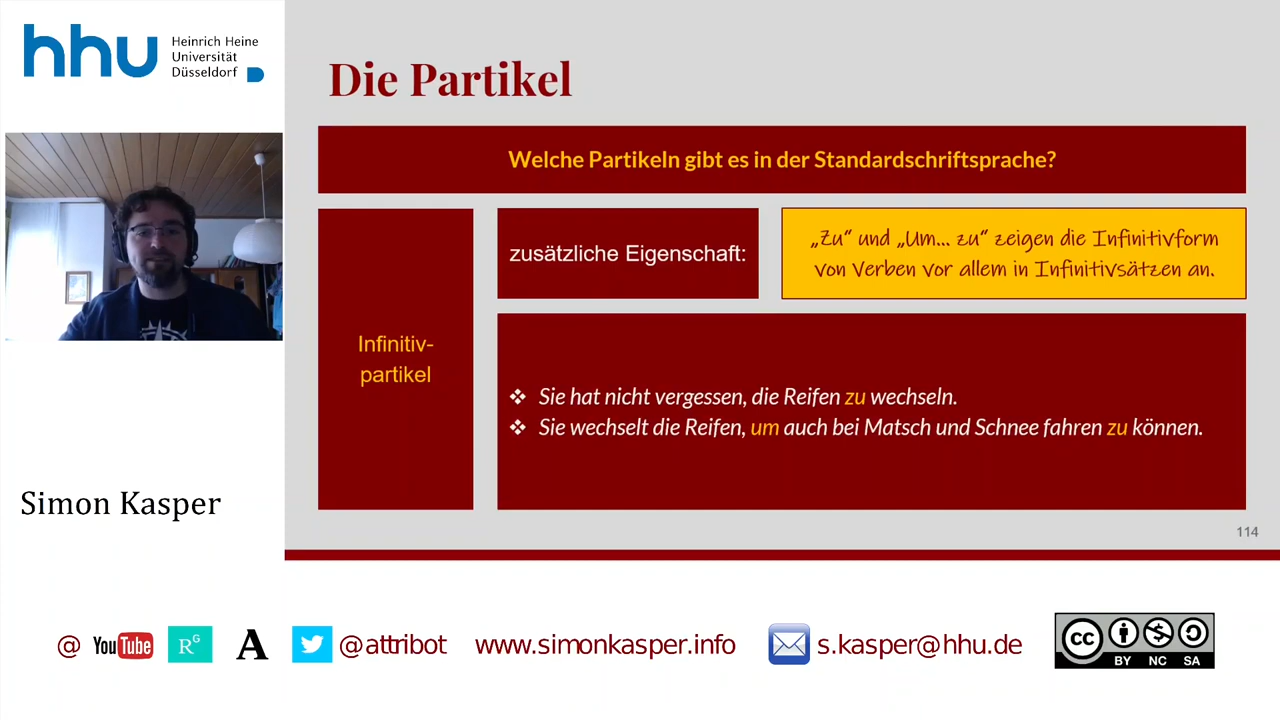 hhu
Heinrich Heine
Universität
Düsseldorf
Die Partikel
Welche Partikeln gibt es in der Standardschriftsprache?
Infinitiv-
partikel
zusätzliche Eigenschaft:
„Zu“ und „Um... zu“ zeigen die Infinitivform
von Verben vor allem in Infinitivsätzen an.
❖ Sie hat nicht vergessen, die Reifen zu wechseln.
❖ Sie wechselt die Reifen, um auch bei Matsch und Schnee fahren zu können.
Simon Kasper
114
@ YouTube RG A @attribot www.simonkasper.info s.kasper@hhu.de cc
BY NC SA